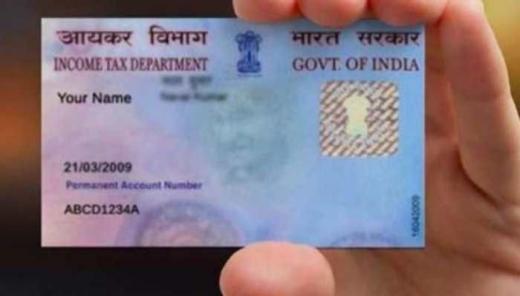 आयकर विभाग
भारत सरकार
INCOME TAX DEPARTMENT
GOVT. OF INDIA
Your Name
21/03/2009
Permanent Account Number
ABCD1234A
16042009